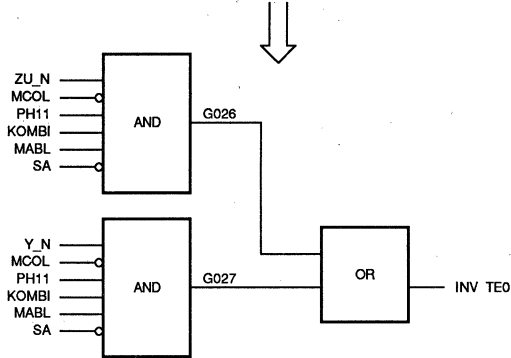 ZU_N
MCOL
PH11
KOMBI
MABL
SA
AND
G026
Y_N
MCOL
PH11
KOMBI
MABL
SA
AND
G027
OR
INV TE0